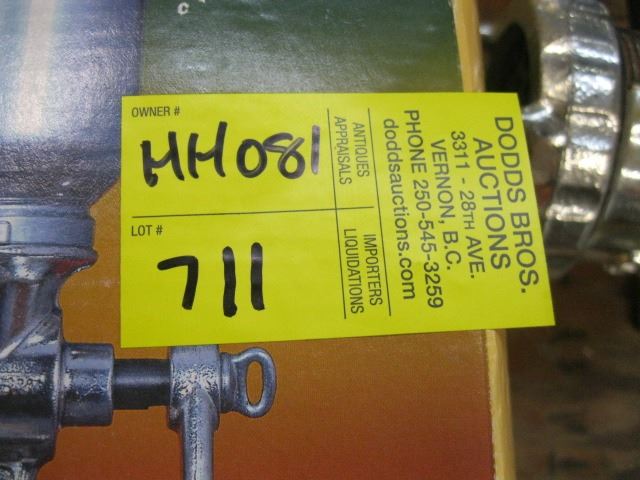 OWNER #
HH081
LOT #
711
ANTIQUES
APPRAISALS
IMPORTERS
LIQUIDATIONS
DODDS BROS.
AUCTIONS
3311 - 28TH AVE.
VERNON, B.C.
PHONE 250-545-3259
doddsauctions.com